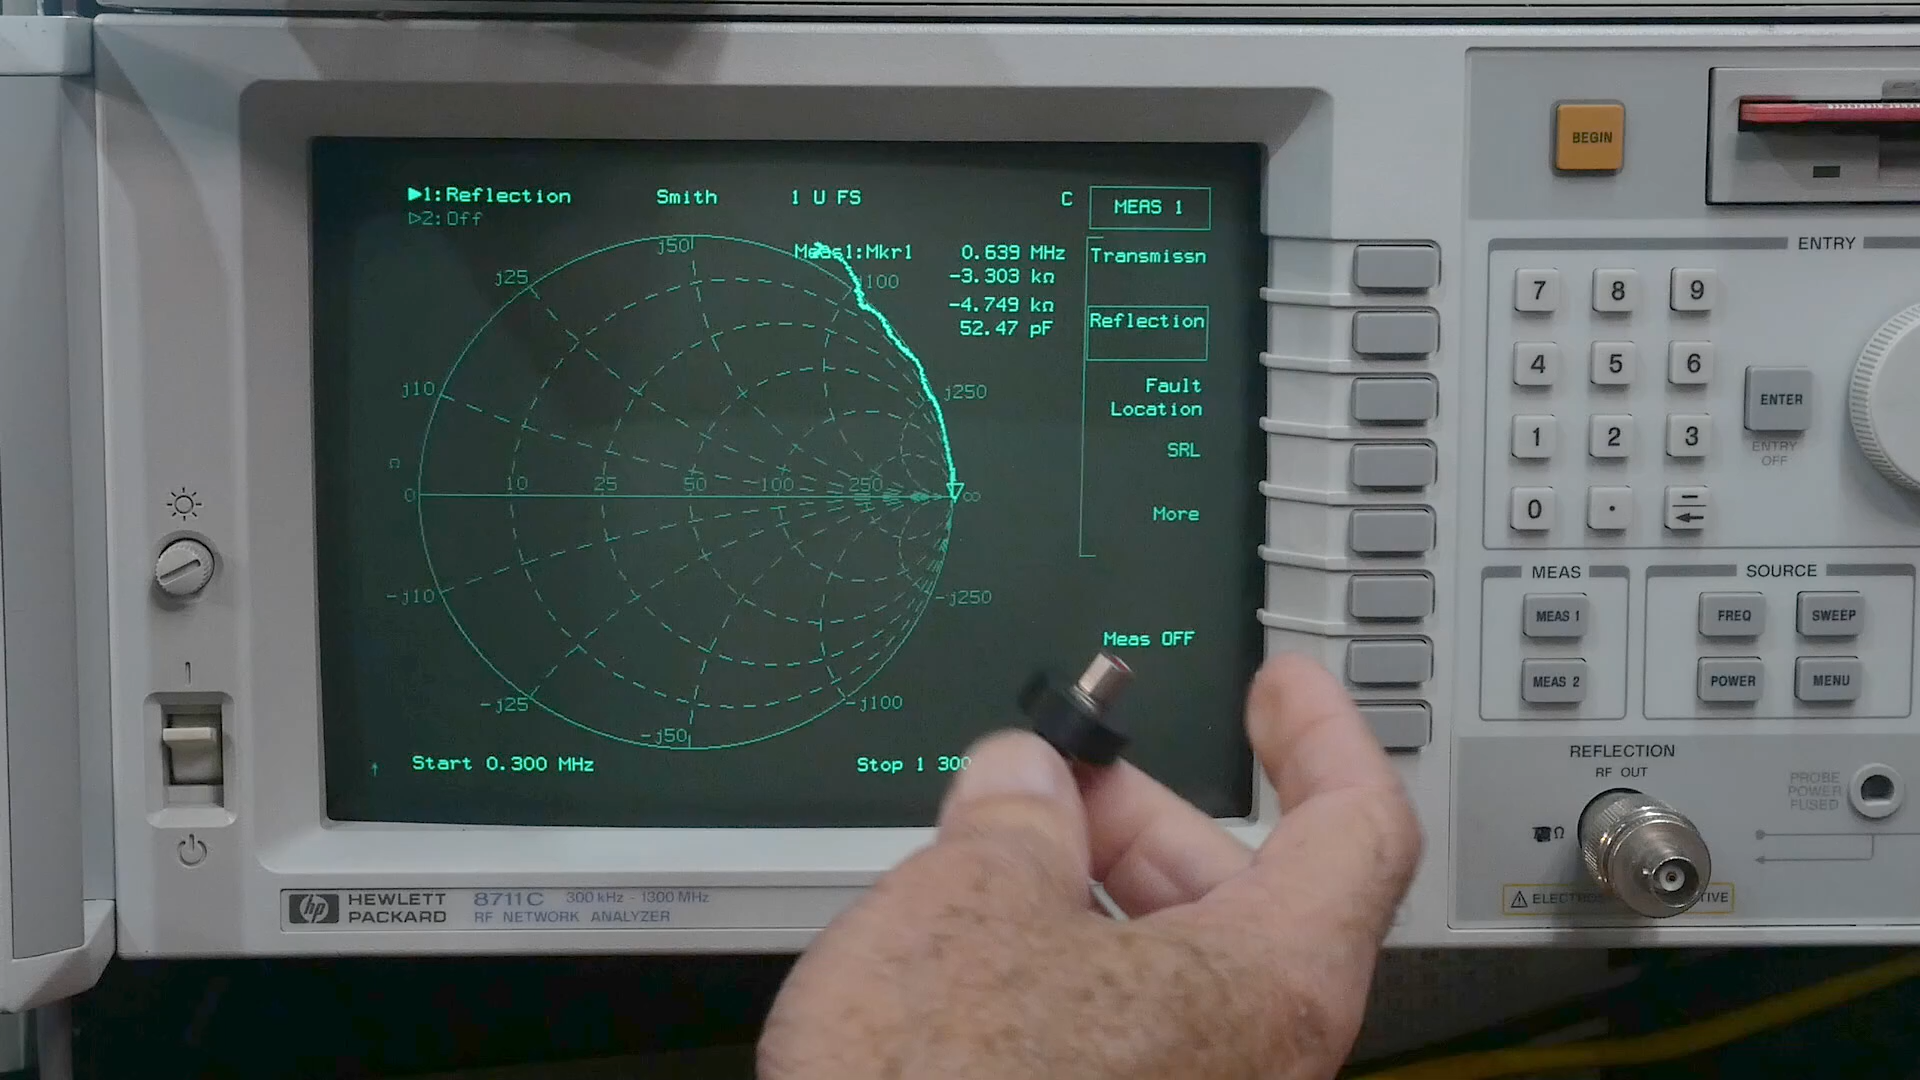 ▶1:Reflection Smith 1 U FS C
▷2:Off
Meas1:Mkr1 0.639 MHz
-3.303 kΩ
-4.749 kΩ
52.47 pF
j50
j25
j100
j10
j250
0 10 25 50 100 250 ∞
-j10
-j250
-j25
-j100
-j50
Start 0.300 MHz
Stop 1 300
MEAS 1
Transmissn
Reflection
Fault
Location
SRL
More
Meas OFF
hp HEWLETT
PACKARD
8711C 300 kHz - 1300 MHz
RF NETWORK ANALYZER
BEGIN
ENTRY
7 8 9
4 5 6
1 2 3
0 . –
ENTER
ENTRY
OFF
MEAS
MEAS 1
MEAS 2
SOURCE
FREQ SWEEP
POWER MENU
REFLECTION
RF OUT
Ω
PROBE
POWER
FUSED